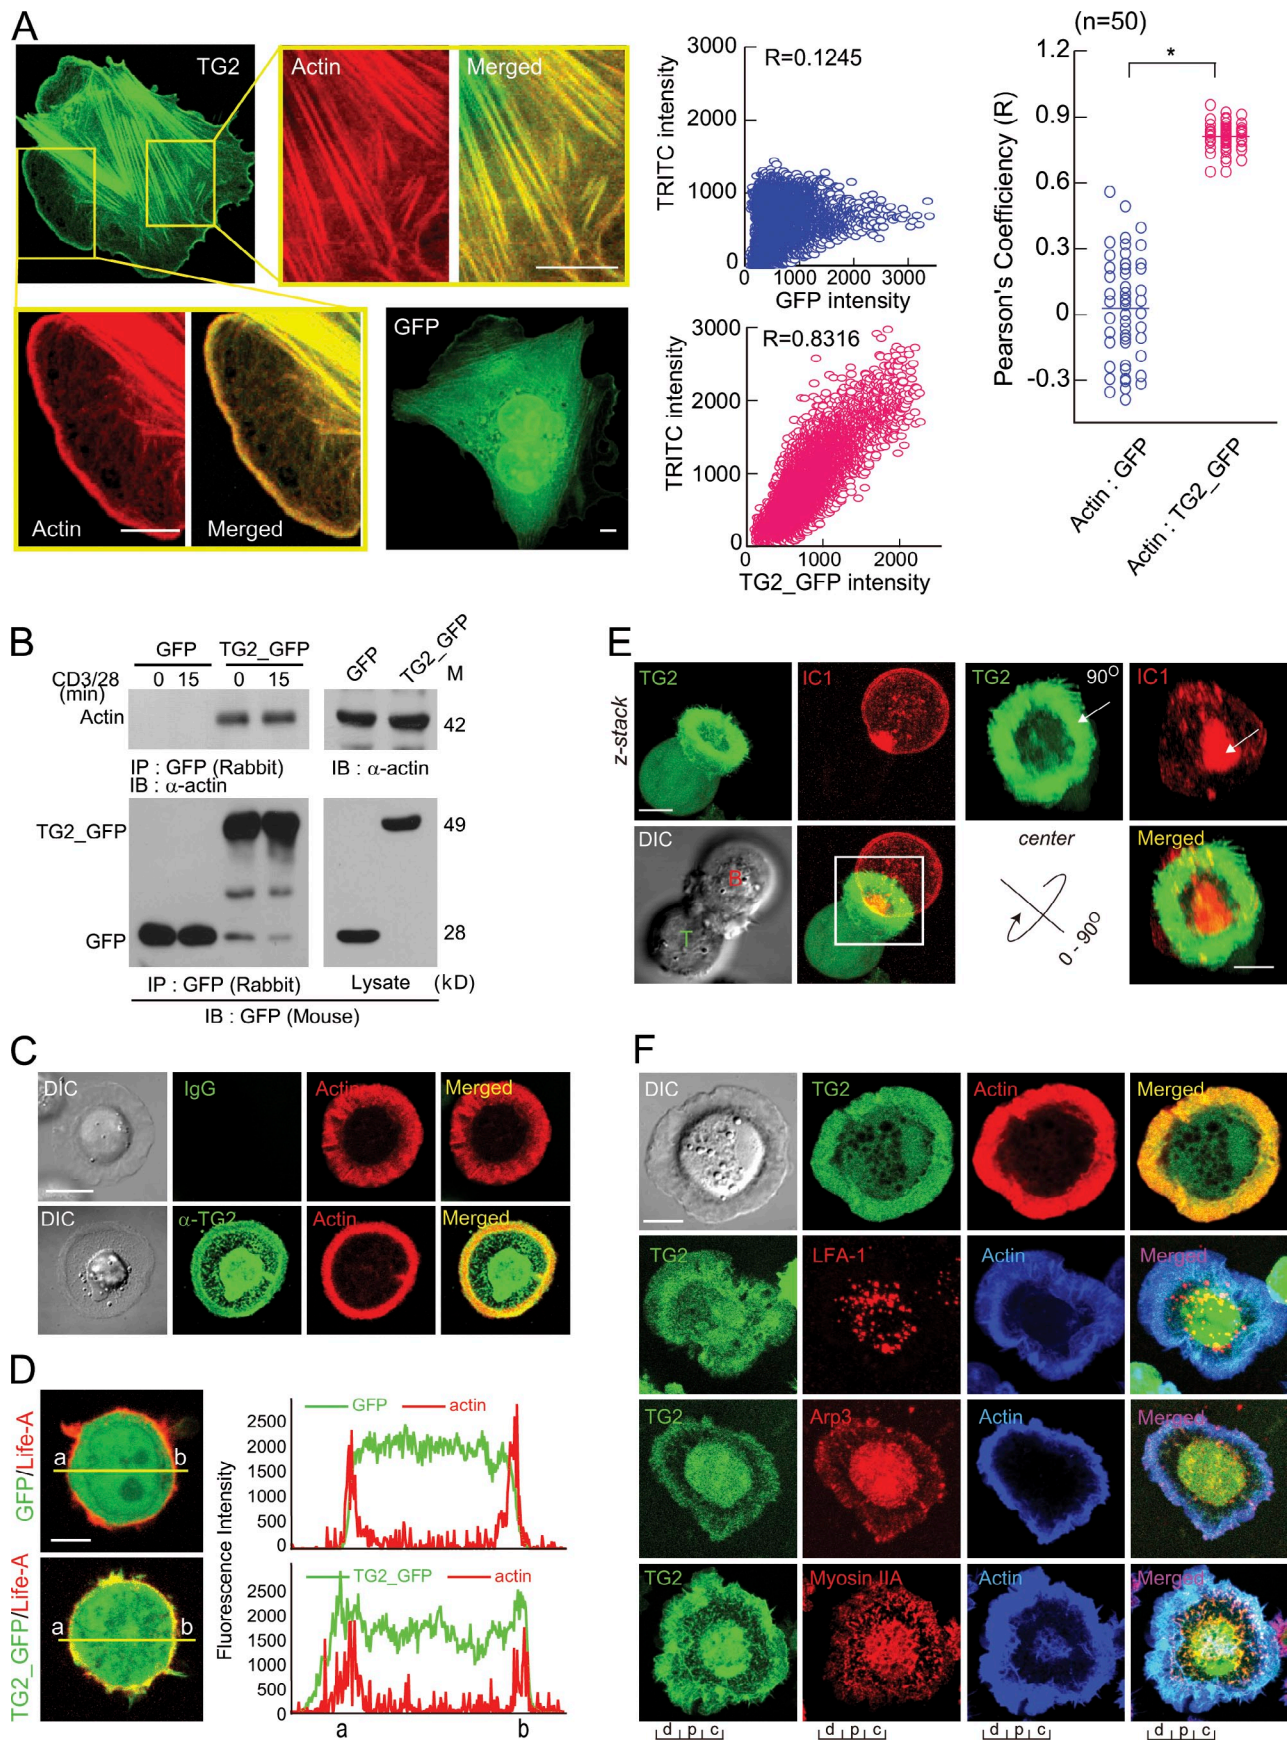 A
TG2
Actin
Merged
Actin
Merged
GFP
3000
2000
1000
0
R=0.1245
TRITC intensity
0 1000 2000 3000
GFP intensity
3000
2000
1000
0
R=0.8316
TRITC intensity
0 1000 2000
TG2_GFP intensity
(n=50)
*
1.2
0.9
0.6
0.3
0
-0.3
Pearson's Coefficiency (R)
Actin : GFP
Actin : TG2_GFP
B
GFP TG2_GFP
CD3/28 0 15 0 15
(min)
GFP TG2_GFP M
Actin
42
IP : GFP (Rabbit)
IB : α-actin
IB : α-actin
TG2_GFP
49
GFP
28
IP : GFP (Rabbit) Lysate (kD)
IB : GFP (Mouse)
C
DIC IgG Actin Merged
DIC α-TG2 Actin Merged
D
GFP/Life-A
a b
TG2_GFP/Life-A
a b
Fluorescence Intensity
GFP actin
2500
2000
1500
1000
500
0
TG2_GFP actin
2500
2000
1500
1000
500
0
a b
E
z-stack
TG2 IC1 TG2 90O IC1
DIC B T
center
0 - 90O
Merged
F
DIC TG2 Actin Merged
TG2 LFA-1 Actin Merged
TG2 Arp3 Actin Merged
TG2 Myosin IIA Actin Merged
d p c d p c d p c d p c